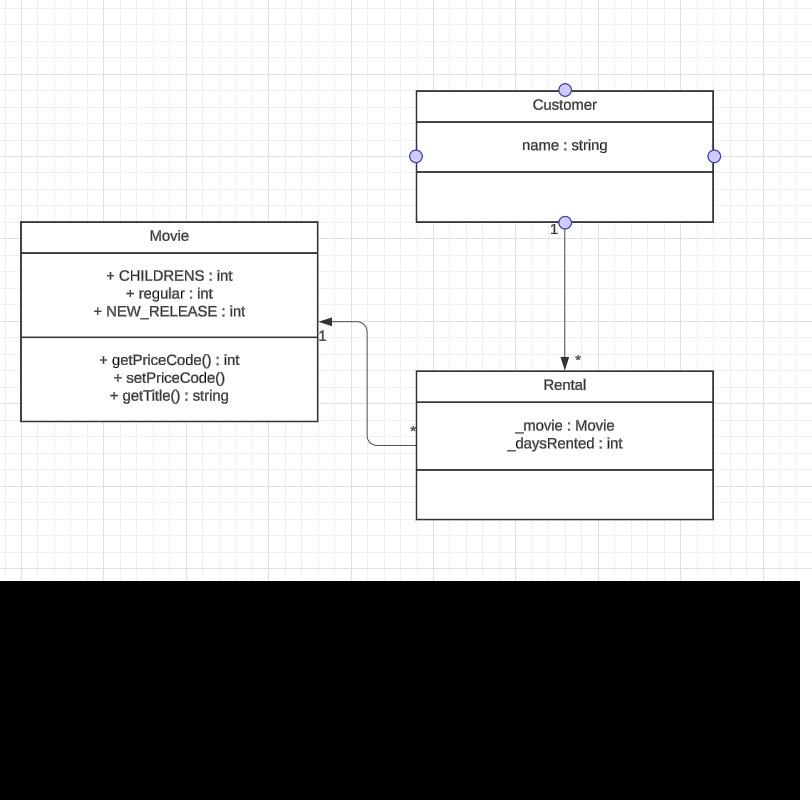 Customer
name : string
1
Movie
+ CHILDRENS : int
+ regular : int
+ NEW_RELEASE : int
1
+ getPriceCode() : int
+ setPriceCode()
+ getTitle() : string
*
Rental
*
_movie : Movie
_daysRented : int